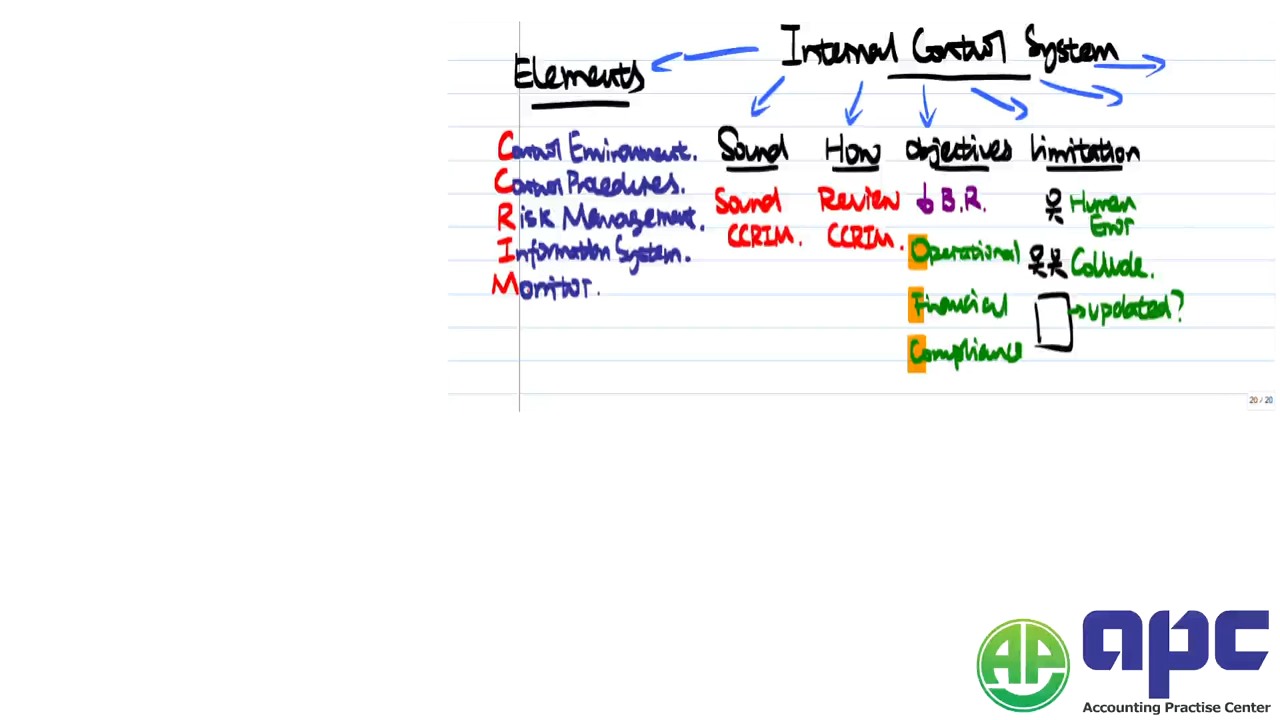 Internal Control System
Elements
Control Environment.
Control Procedures.
Risk Management.
Information System.
Monitor.
Sound
Sound
CCRIM.
How
Review
CCRIM.
Objectives
↓ B.R.
Operational
Financial
Compliance
Limitation
Human
Error
Collude.
→updated?
20 / 20
AP
apc
Accounting Practise Center